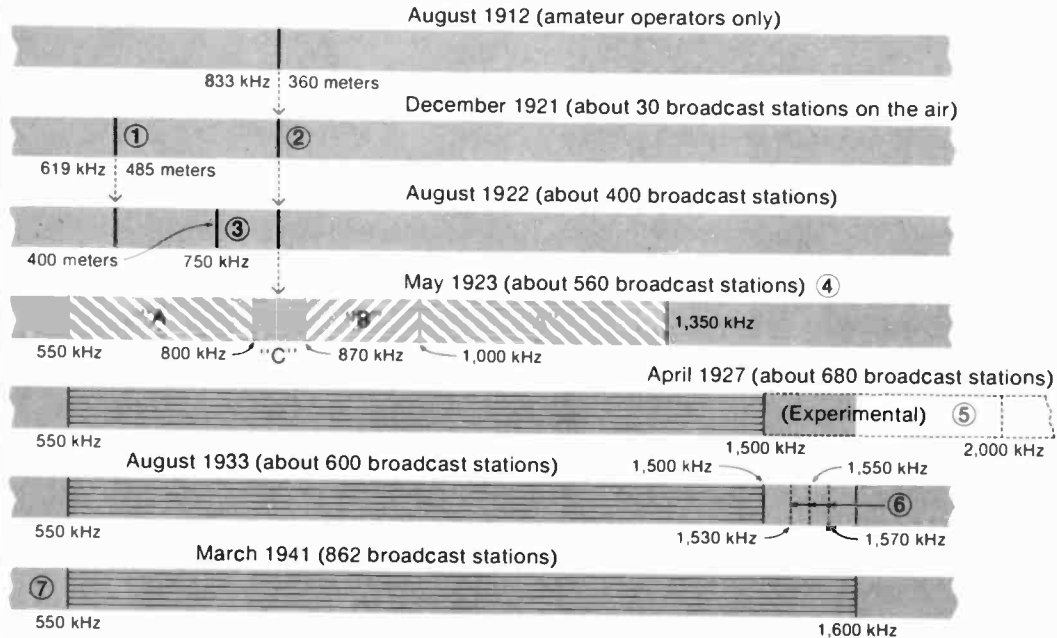 August 1912 (amateur operators only)
833 kHz 360 meters
December 1921 (about 30 broadcast stations on the air)
① ②
619 kHz 485 meters
August 1922 (about 400 broadcast stations)
③
400 meters 750 kHz
May 1923 (about 560 broadcast stations) ④
"A "B" 1,350 kHz
550 kHz 800 kHz "C" 870 kHz 1,000 kHz
April 1927 (about 680 broadcast stations)
(Experimental) ⑤
550 kHz 1,500 kHz 2,000 kHz
August 1933 (about 600 broadcast stations) 1,500 kHz 1,550 kHz
⑥
550 kHz 1,530 kHz 1,570 kHz
March 1941 (862 broadcast stations)
⑦
550 kHz 1,600 kHz